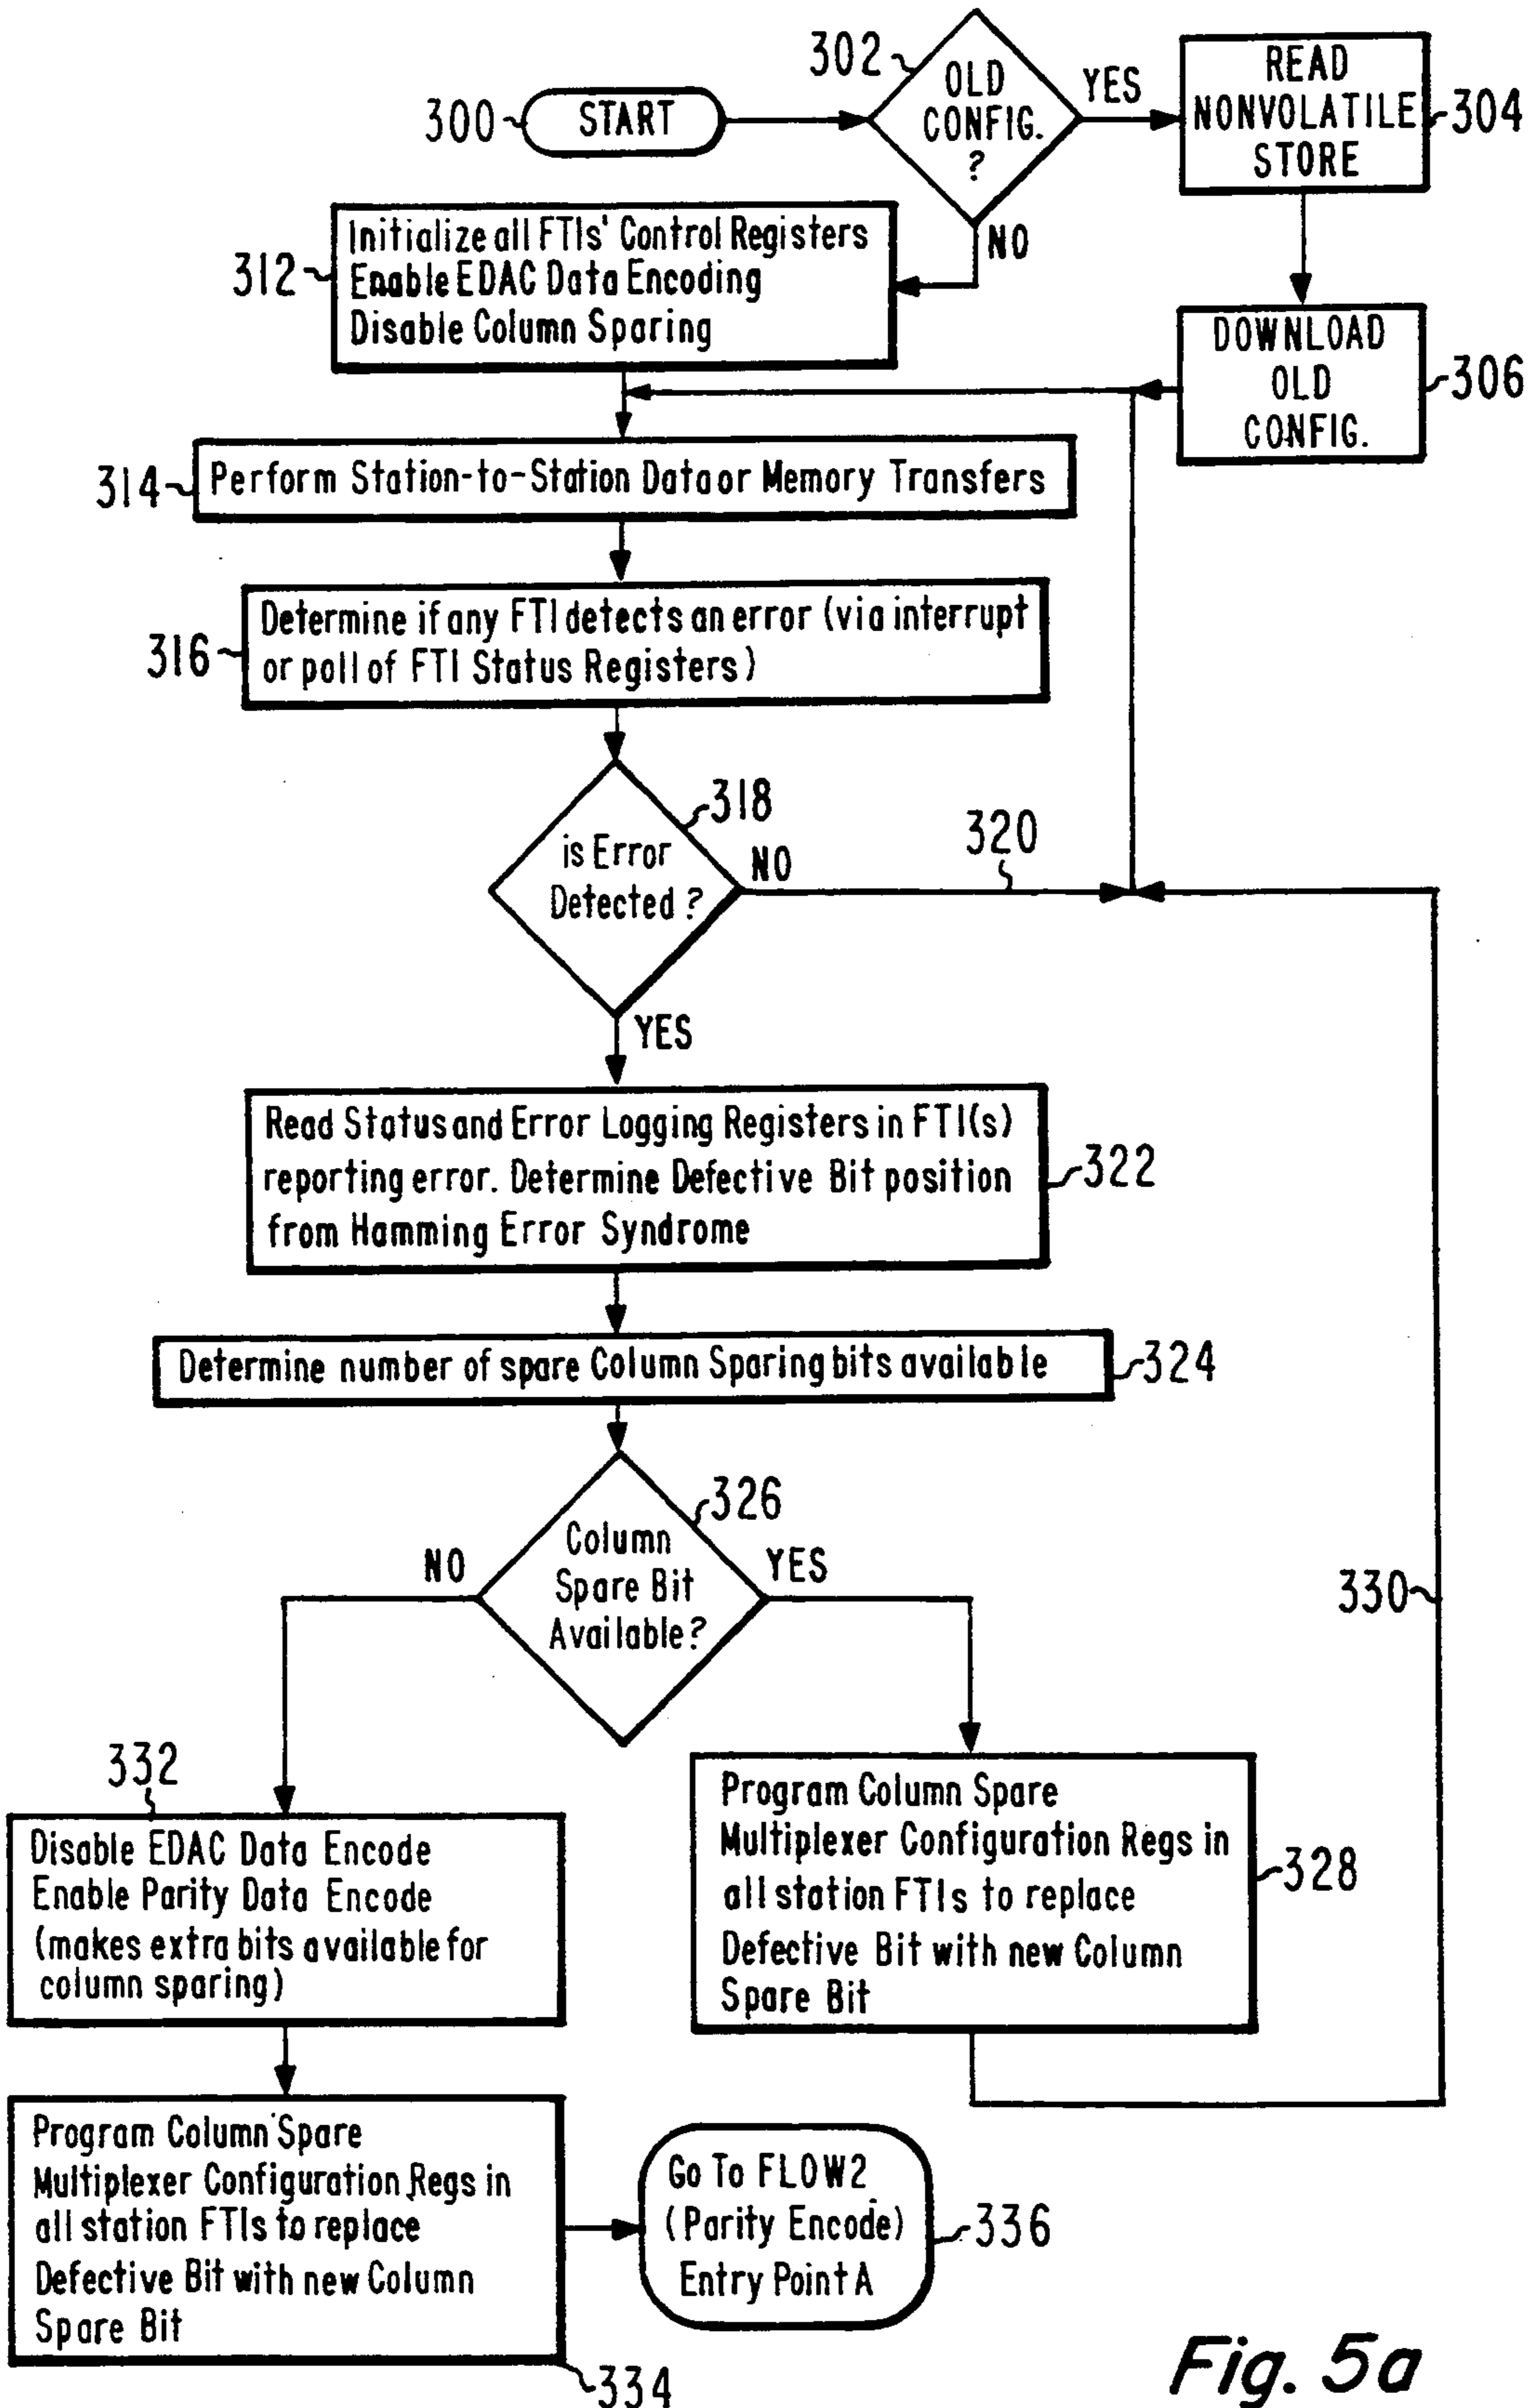 302
OLD
CONFIG.
?
YES
READ
NONVOLATILE
STORE
304
300
START
NO
312
Initialize all FTIs' Control Registers
Enable EDAC Data Encoding
Disable Column Sparing
DOWNLOAD
OLD
CONFIG.
306
314
Perform Station-to-Station Data or Memory Transfers
316
Determine if any FTI detects an error (via interrupt
or poll of FTI Status Registers)
318
is Error
Detected?
NO
320
YES
Read Status and Error Logging Registers in FTI(s)
reporting error. Determine Defective Bit position
from Hamming Error Syndrome
322
Determine number of spare Column Sparing bits available
324
326
Column
Spare Bit
Available?
NO
YES
330
332
Disable EDAC Data Encode
Enable Parity Data Encode
(makes extra bits available for
column sparing)
Program Column Spare
Multiplexer Configuration Regs in
all station FTIs to replace
Defective Bit with new Column
Spare Bit
328
Program Column Spare
Multiplexer Configuration Regs in
all station FTIs to replace
Defective Bit with new Column
Spare Bit
334
Go To FLOW2
(Parity Encode)
Entry Point A
336
Fig. 5a